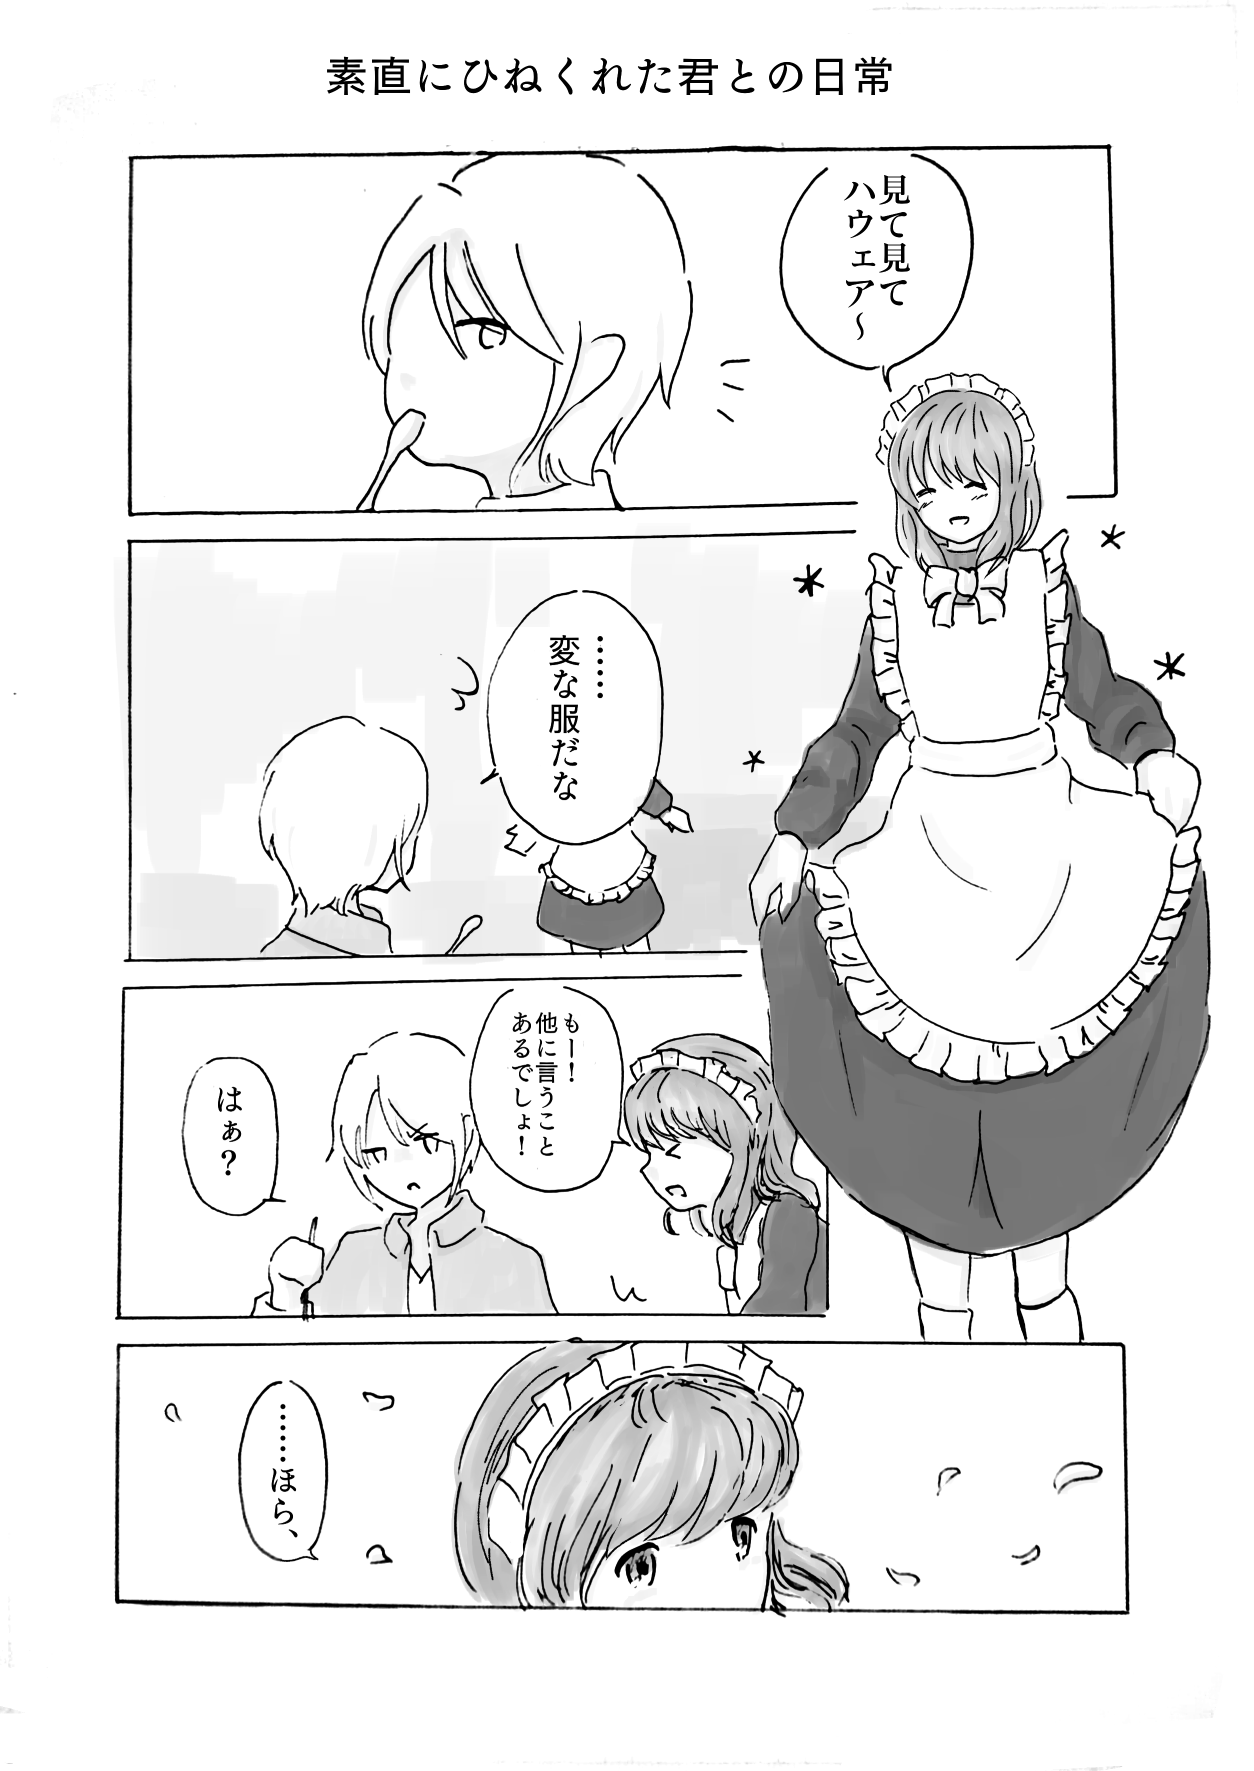 素直にひねくれた君との日常
見て見て
ハウェア～
……
変な服だな
もー！
他に言うこと
あるでしょ！
はぁ？
……ほら、